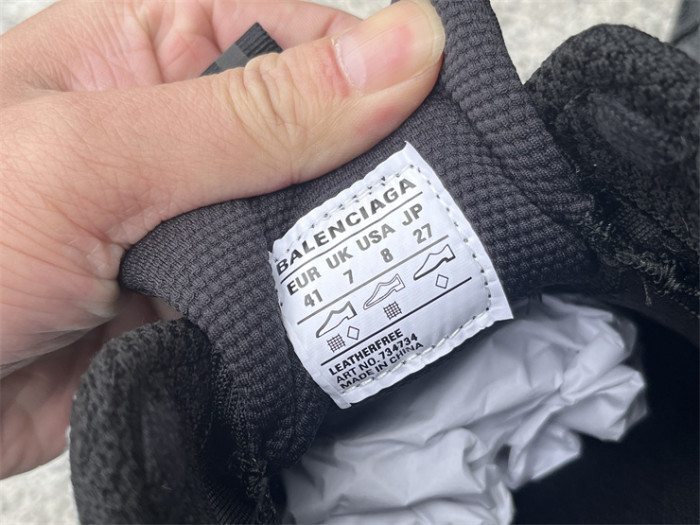 BALENCIAGA
EUR UK USA JP
41 7 8 27
LEATHERFREE
ART NO. 734734
MADE IN CHINA